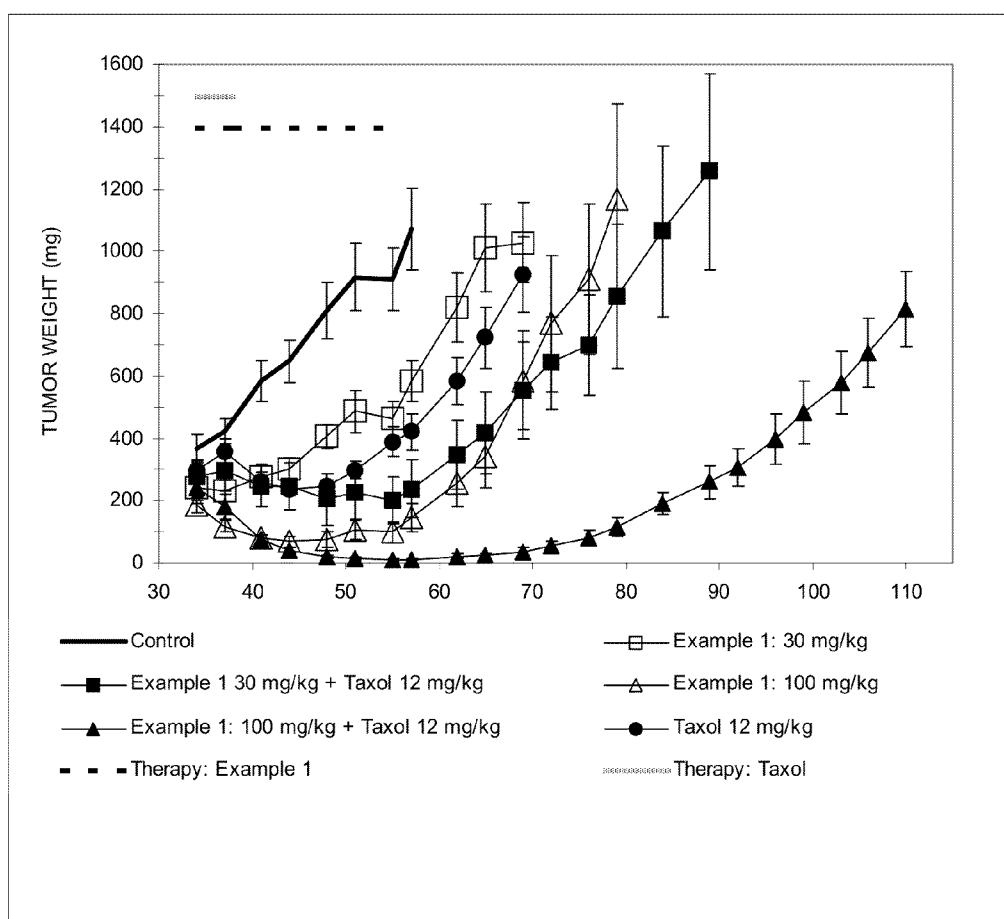 1600
1400
1200
1000
800
600
400
200
0
TUMOR WEIGHT (mg)
30 40 50 60 70 80 90 100 110
Control
Example 1: 30 mg/kg
Example 1 30 mg/kg + Taxol 12 mg/kg
Example 1: 100 mg/kg
Example 1: 100 mg/kg + Taxol 12 mg/kg
Taxol 12 mg/kg
Therapy: Example 1
Therapy: Taxol